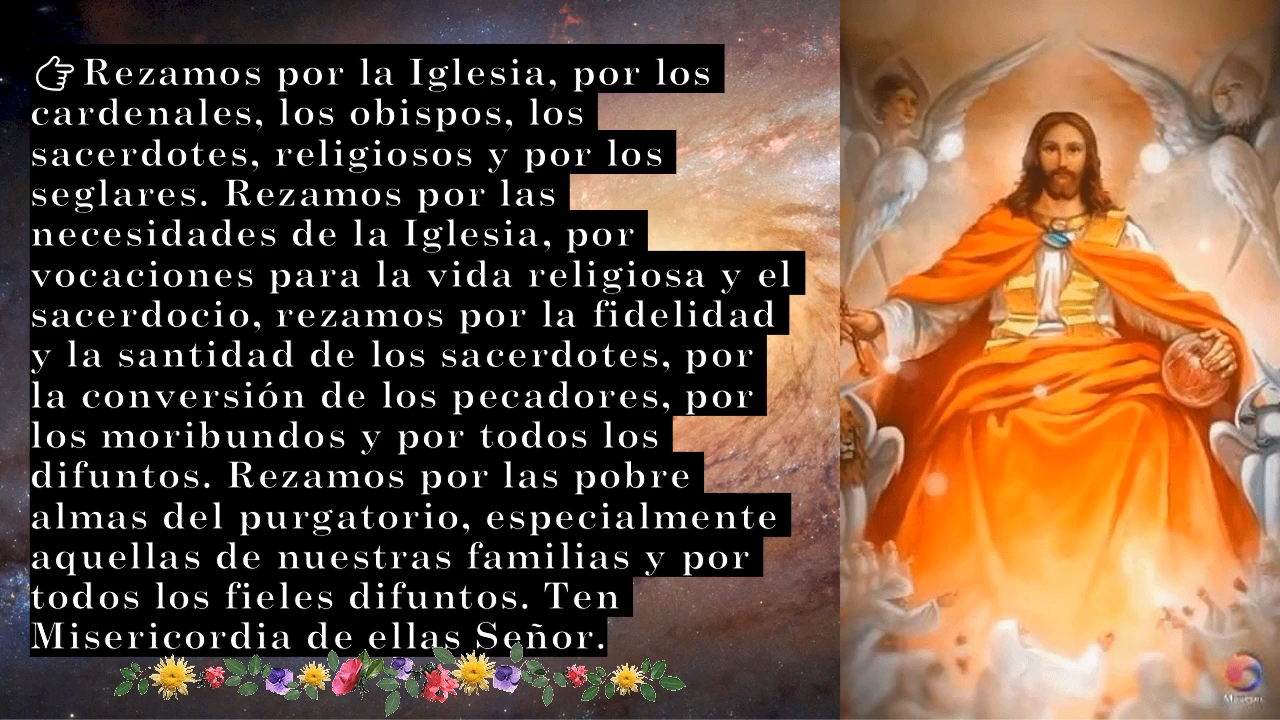 👉Rezamos por la Iglesia, por los
cardenales, los obispos, los
sacerdotes, religiosos y por los
seglares. Rezamos por las
necesidades de la Iglesia, por
vocaciones para la vida religiosa y el
sacerdocio, rezamos por la fidelidad
y la santidad de los sacerdotes, por
la conversión de los pecadores, por
los moribundos y por todos los
difuntos. Rezamos por las pobre
almas del purgatorio, especialmente
aquellas de nuestras familias y por
todos los fieles difuntos. Ten
Misericordia de ellas Señor.